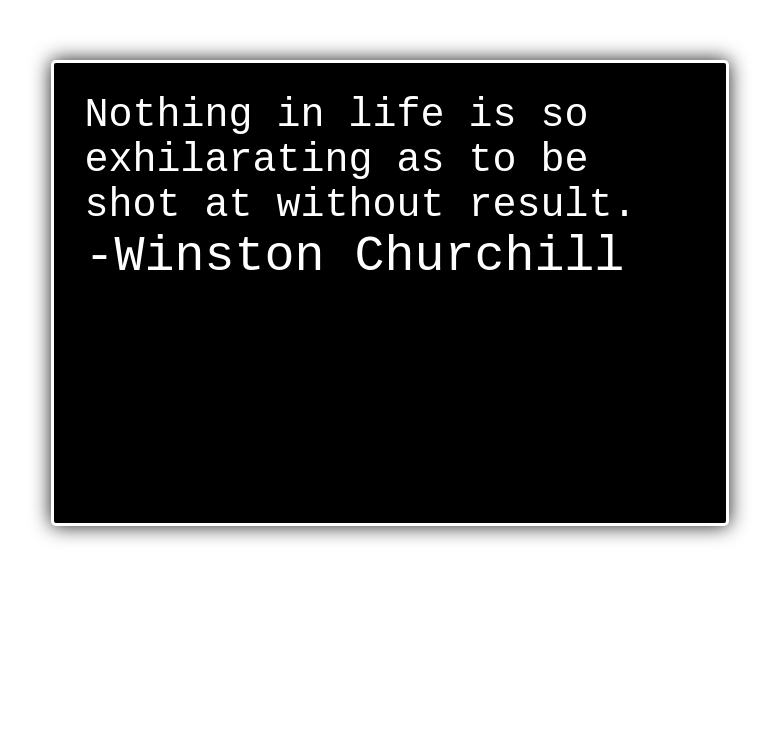 Nothing in life is so
exhilarating as to be
shot at without result.
-Winston Churchill